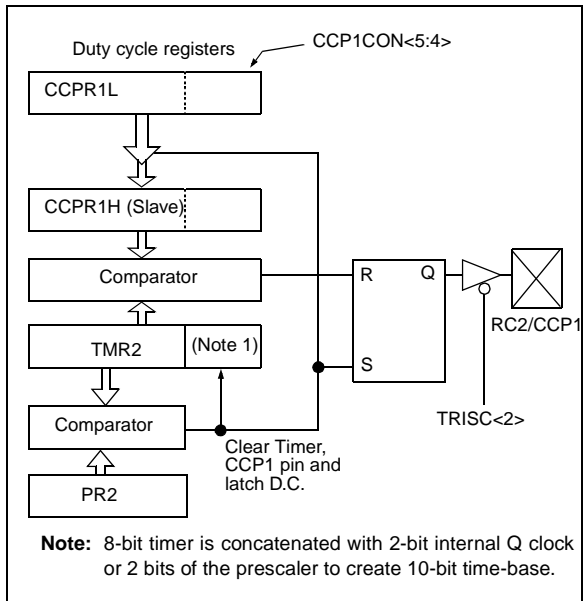 Duty cycle registers
CCP1CON<5:4>
CCPR1L
CCPR1H (Slave)
Comparator
R
Q
RC2/CCP1
TMR2
(Note 1)
S
TRISC<2>
Comparator
Clear Timer,
CCP1 pin and
latch D.C.
PR2
Note: 8-bit timer is concatenated with 2-bit internal Q clock
or 2 bits of the prescaler to create 10-bit time-base.